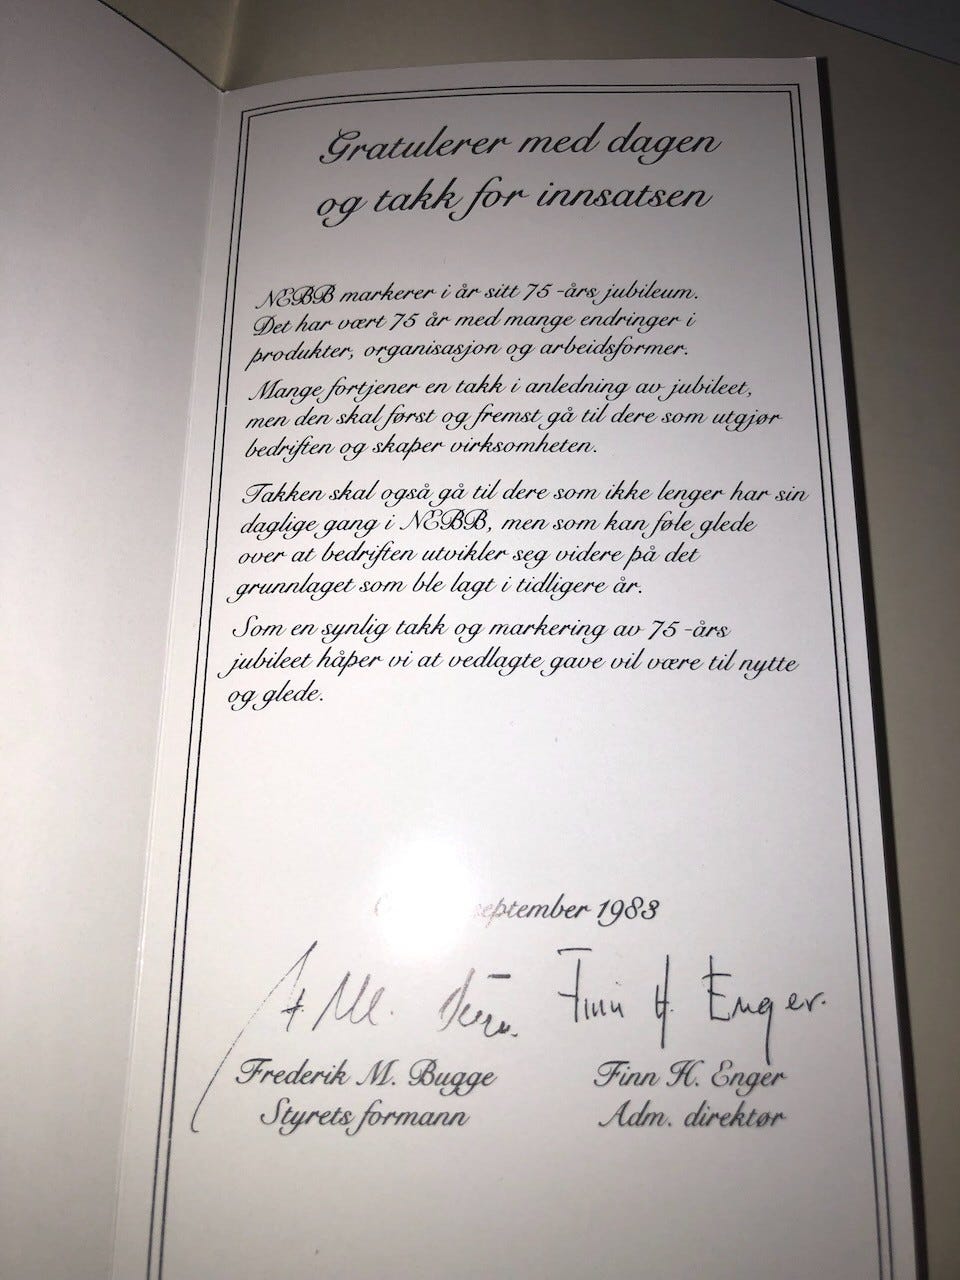 Gratulerer med dagen
og takk for innsatsen
NEBB markerer i år sitt 75-års jubileum.
Det har vært 75 år med mange endringer i
produkter, organisasjon og arbeidsformer.
Mange fortjener en takk i anledning av jubileet,
men den skal først og fremst gå til dere som utgjør
bedriften og skaper virksomheten.
Takken skal også gå til dere som ikke lenger har sin
daglige gang i NEBB, men som kan føle glede
over at bedriften utvikler seg videre på det
grunnlaget som ble lagt i tidligere år.
Som en synlig takk og markering av 75-års
jubileet håper vi at vedlagte gave vil være til nytte
og glede.
september 1983
Finn H. Enger.
Frederik M. Bugge Finn H. Enger
Styrets formann Adm. direktør